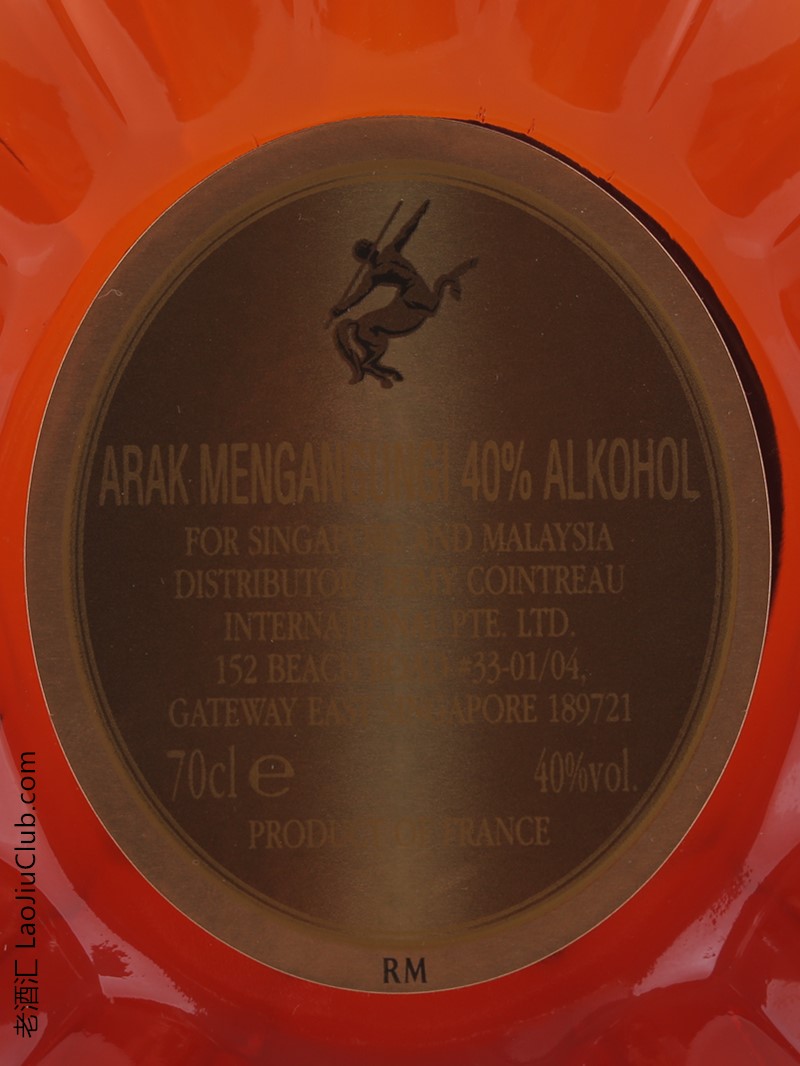 ARAK MENGANDUNGI 40% ALKOHOL
FOR SINGAPORE AND MALAYSIA
DISTRIBUTOR: REMY COINTREAU
INTERNATIONAL PTE. LTD.
152 BEACH ROAD #33-01/04,
GATEWAY EAST SINGAPORE 189721
70cl e 40%vol.
PRODUCT OF FRANCE
RM
老酒汇 LaoJiuClub.com